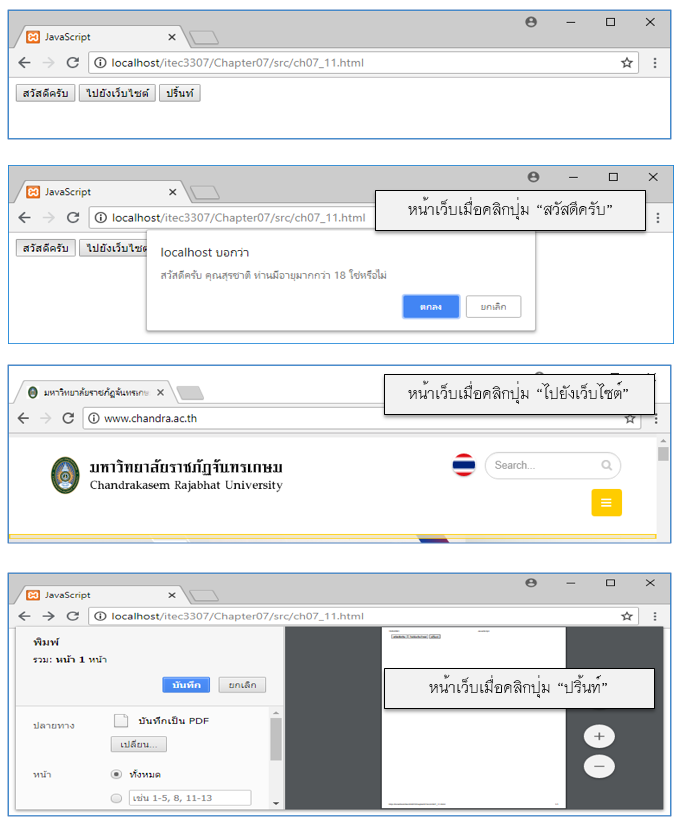 JavaScript
localhost/itec3307/Chapter07/src/ch07_11.html
สวัสดีครับ ไปยังเว็บไซต์ ปริ้นท์
JavaScript
หน้าเว็บเมื่อคลิกปุ่ม “สวัสดีครับ”
localhost/itec3307/Chapter07/src/ch07_11.html
สวัสดีครับ ไปยังเว็บไซต์
localhost บอกว่า
สวัสดีครับ คุณสุรชาติ ท่านมีอายุมากกว่า 18 ใช่หรือไม่
ตกลง ยกเลิก
มหาวิทยาลัยราชภัฏจันทรเกษ
หน้าเว็บเมื่อคลิกปุ่ม “ไปยังเว็บไซต์”
www.chandra.ac.th
มหาวิทยาลัยราชภัฏจันทรเกษม
Chandrakasem Rajabhat University
Search...
JavaScript
localhost/itec3307/Chapter07/src/ch07_11.html
พิมพ์
รวม: หน้า 1 หน้า
บันทึก ยกเลิก
หน้าเว็บเมื่อคลิกปุ่ม “ปริ้นท์”
ปลายทาง บันทึกเป็น PDF
เปลี่ยน...
หน้า ทั้งหมด
เช่น 1-5, 8, 11-13